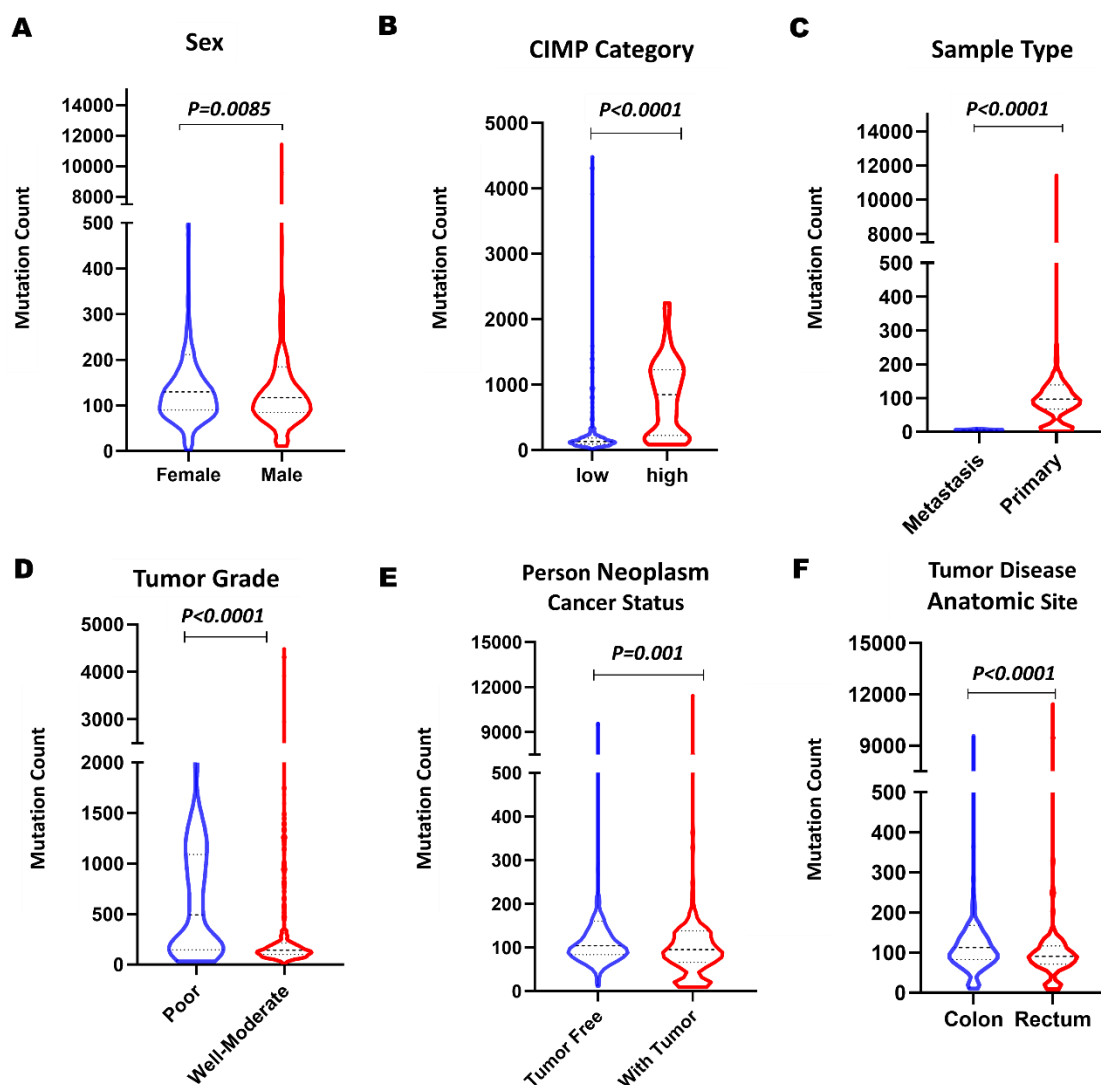 A
Sex
P=0.0085
Mutation Count
14000
12000
10000
8000
500
400
300
200
100
0
Female
Male
B
CIMP Category
P<0.0001
Mutation Count
5000
4000
3000
2000
1000
0
low
high
C
Sample Type
P<0.0001
Mutation Count
14000
12000
10000
8000
500
400
300
200
100
0
Metastasis
Primary
D
Tumor Grade
P<0.0001
Mutation Count
5000
4000
3000
2000
1500
1000
500
0
Poor
Well-Moderate
E
Person Neoplasm
Cancer Status
P=0.001
Mutation Count
15000
12000
9000
500
400
300
200
100
0
Tumor Free
With Tumor
F
Tumor Disease
Anatomic Site
P<0.0001
Mutation Count
15000
12000
9000
500
400
300
200
100
0
Colon
Rectum